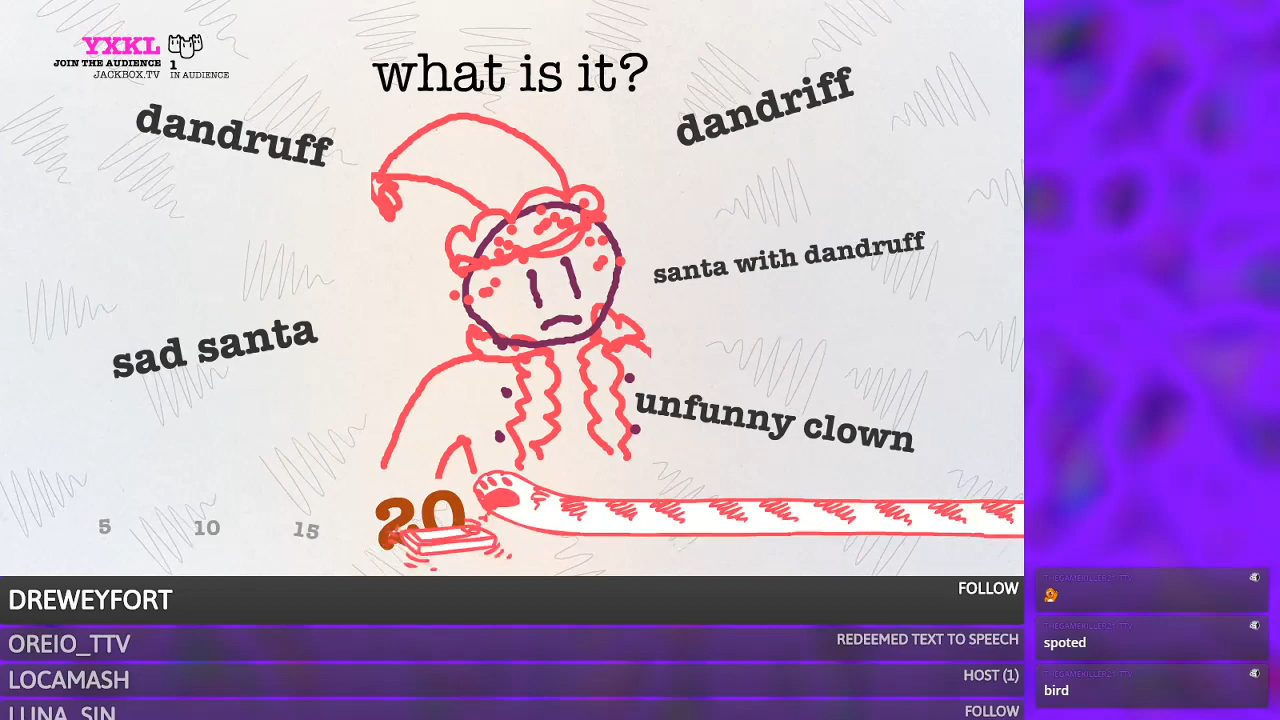 YXKL
JOIN THE AUDIENCE
JACKBOX.TV
1
IN AUDIENCE
what is it?
dandruff
dandriff
santa with dandruff
sad santa
unfunny clown
5 10 15 20
DREWEYFORT FOLLOW
OREIO_TTV REDEEMED TEXT TO SPEECH
LOCAMASH HOST (1)
LUNA_SIN FOLLOW
spoted
bird